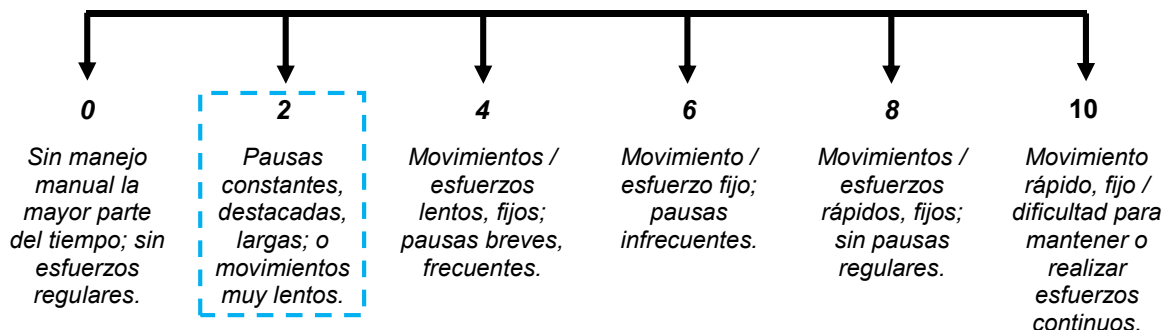 0
Sin manejo
manual la
mayor parte
del tiempo; sin
esfuerzos
regulares.
2
Pausas
constantes,
destacadas,
largas; o
movimientos
muy lentos.
4
Movimientos /
esfuerzos
lentos, fijos;
pausas breves,
frecuentes.
6
Movimiento /
esfuerzo fijo;
pausas
infrecuentes.
8
Movimientos /
esfuerzos
rápidos, fijos;
sin pausas
regulares.
10
Movimiento
rápido, fijo /
dificultad para
mantener o
realizar
esfuerzos
continuos.